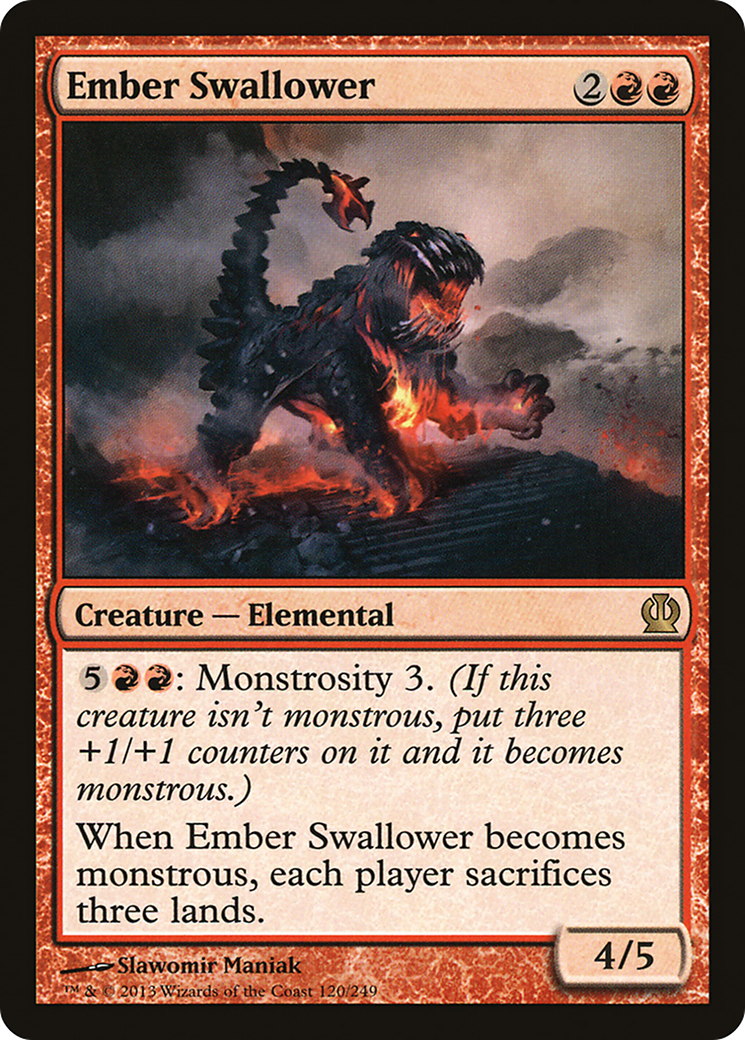 Ember Swallower 2
Creature — Elemental
5: Monstrosity 3. (If this
creature isn't monstrous, put three
+1/+1 counters on it and it becomes
monstrous.)
When Ember Swallower becomes
monstrous, each player sacrifices
three lands.
4/5
Slawomir Maniak
™ & © 2013 Wizards of the Coast 120/249